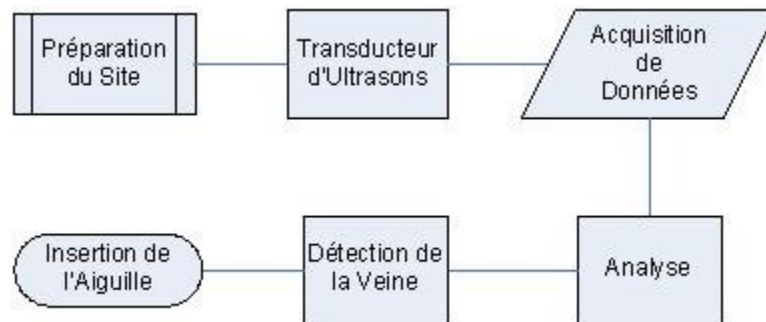 Préparation
du Site
Transducteur
d'Ultrasons
Acquisition
de
Données
Insertion de
l'Aiguille
Détection de
la Veine
Analyse